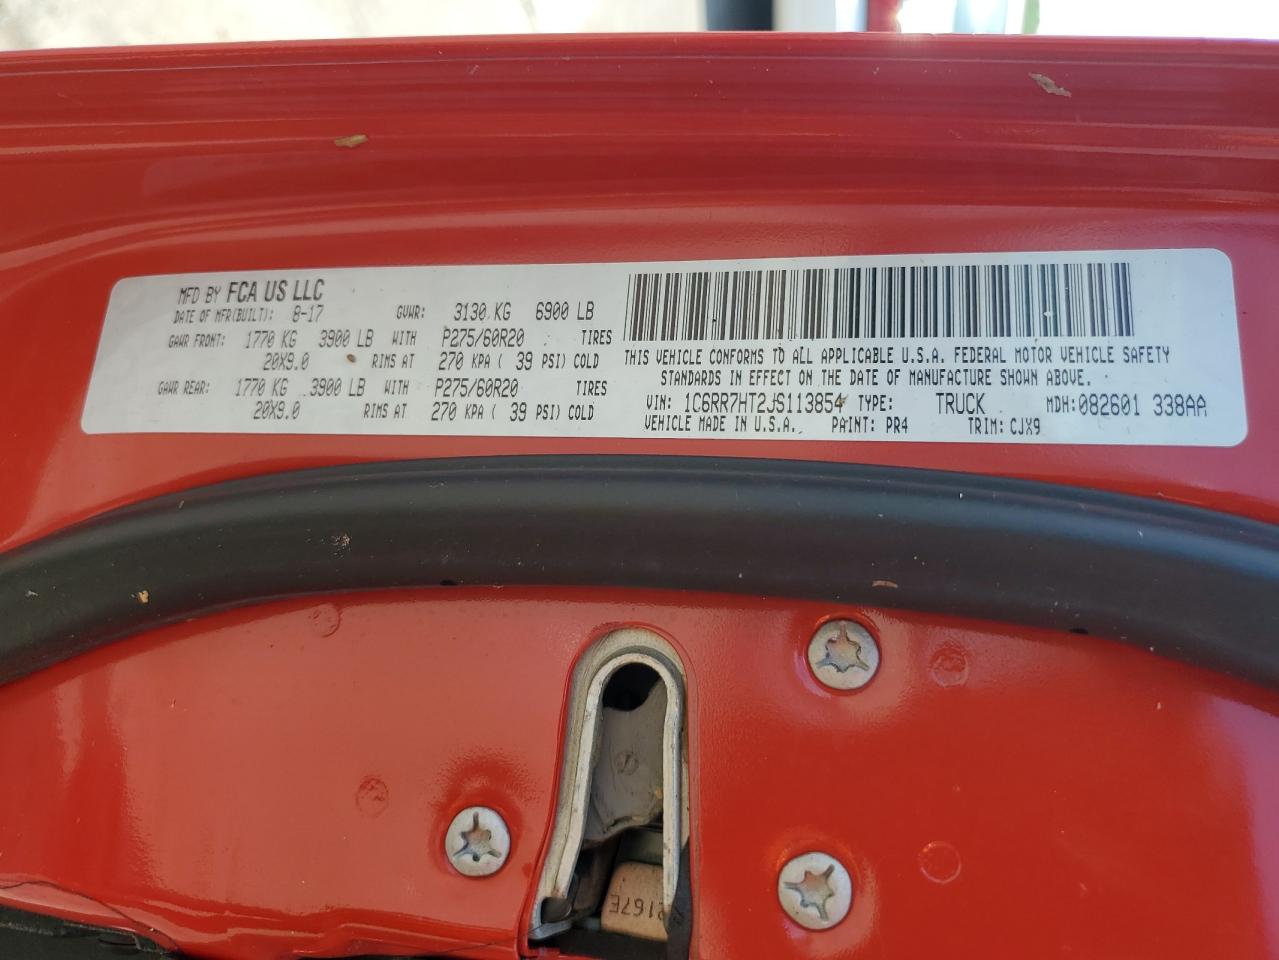 MFD BY FCA US LLC
DATE OF MFR(BUILT): 8-17 GVWR: 3130 KG 6900 LB
GAWR FRONT: 1770 KG 3900 LB WITH P275/60R20 TIRES
20X9.0 RIMS AT 270 KPA ( 39 PSI) COLD
GAWR REAR: 1770 KG 3900 LB WITH P275/60R20 TIRES
20X9.0 RIMS AT 270 KPA ( 39 PSI) COLD
THIS VEHICLE CONFORMS TO ALL APPLICABLE U.S.A. FEDERAL MOTOR VEHICLE SAFETY
STANDARDS IN EFFECT ON THE DATE OF MANUFACTURE SHOWN ABOVE.
VIN: 1C6RR7HT2JS113854 TYPE: TRUCK MDH: 082601 338AA
VEHICLE MADE IN U.S.A. PAINT: PR4 TRIM: CJX9